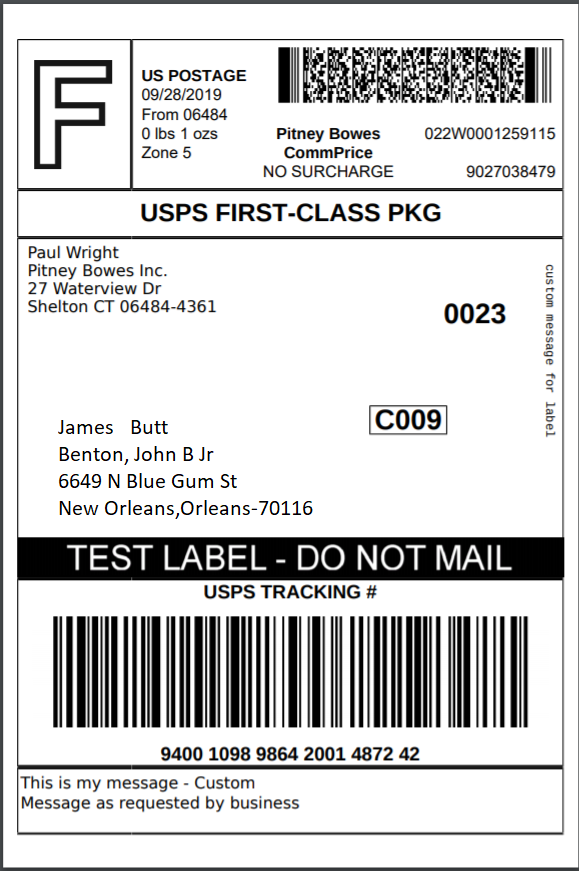 F
US POSTAGE
09/28/2019
From 06484
0 lbs 1 ozs
Zone 5
Pitney Bowes
CommPrice
NO SURCHARGE
022W0001259115
9027038479
USPS FIRST-CLASS PKG
Paul Wright
Pitney Bowes Inc.
27 Waterview Dr
Shelton CT 06484-4361
0023
custom message for label
C009
James Butt
Benton, John B Jr
6649 N Blue Gum St
New Orleans,Orleans-70116
TEST LABEL - DO NOT MAIL
USPS TRACKING #
9400 1098 9864 2001 4872 42
This is my message - Custom
Message as requested by business